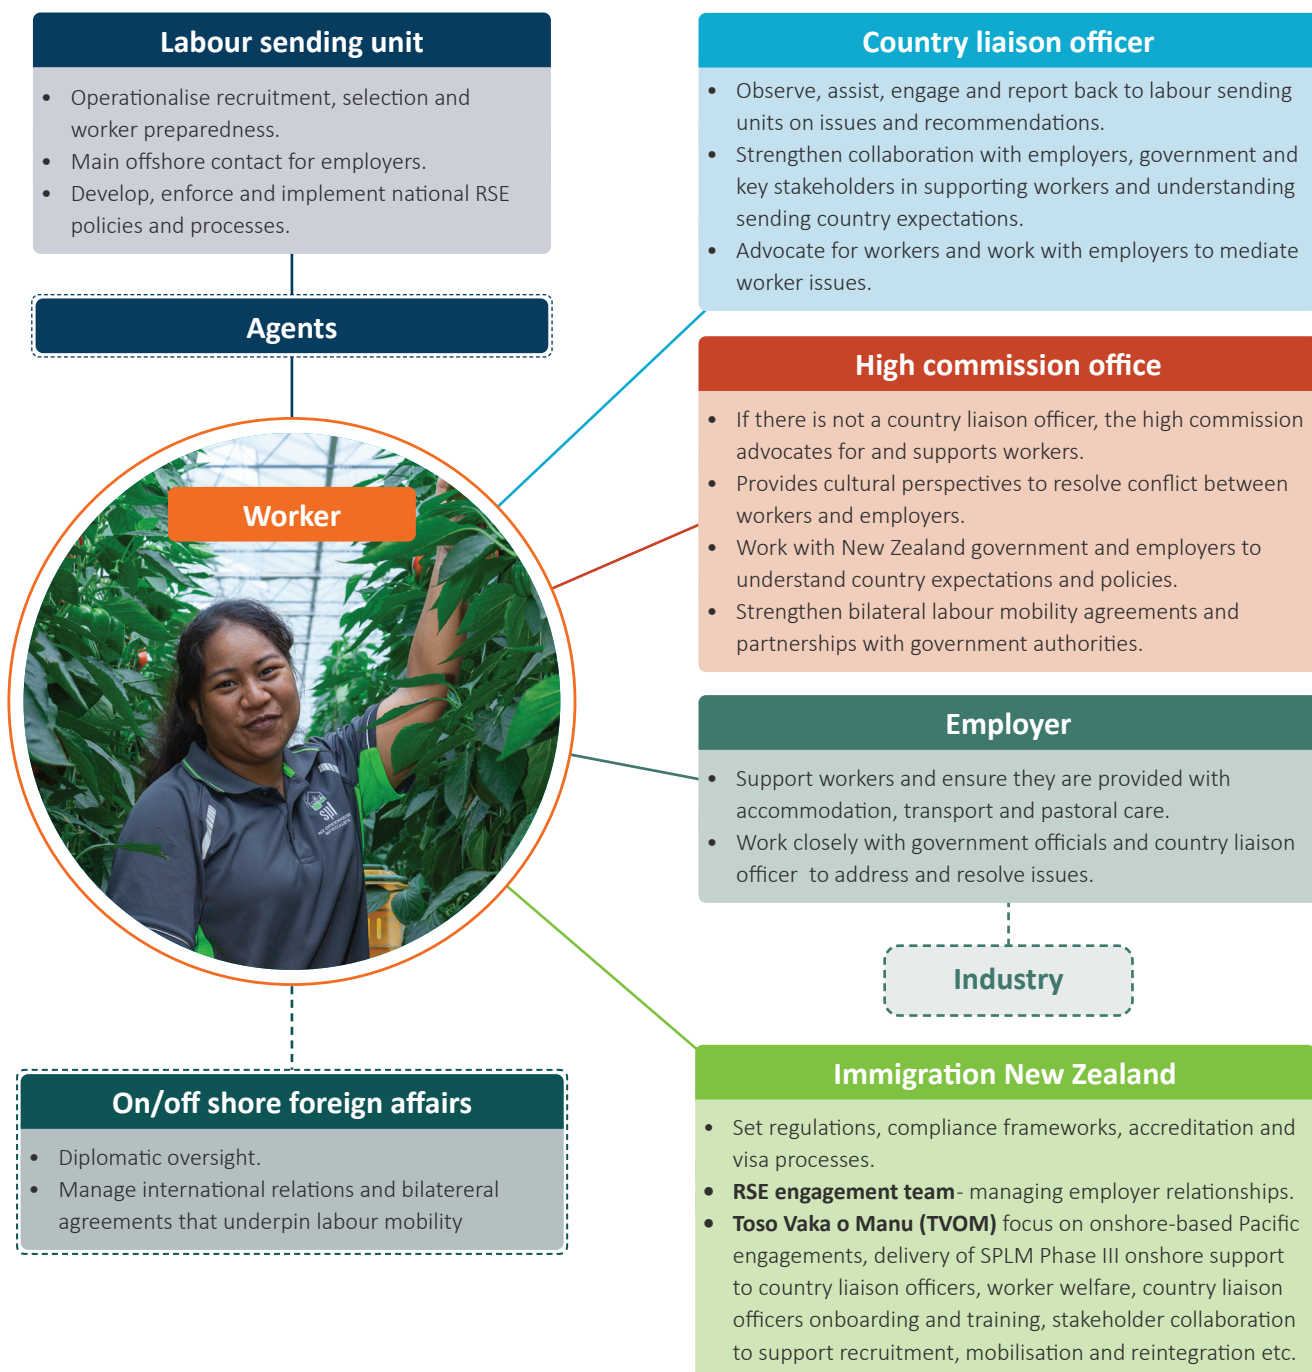 Labour sending unit
• Operationalise recruitment, selection and
worker preparedness.
• Main offshore contact for employers.
• Develop, enforce and implement national RSE
policies and processes.
Agents
Worker
spl
On/off shore foreign affairs
• Diplomatic oversight.
• Manage international relations and bilatereral
agreements that underpin labour mobility
Country liaison officer
• Observe, assist, engage and report back to labour sending
units on issues and recommendations.
• Strengthen collaboration with employers, government and
key stakeholders in supporting workers and understanding
sending country expectations.
• Advocate for workers and work with employers to mediate
worker issues.
High commission office
• If there is not a country liaison officer, the high commission
advocates for and supports workers.
• Provides cultural perspectives to resolve conflict between
workers and employers.
• Work with New Zealand government and employers to
understand country expectations and policies.
• Strengthen bilateral labour mobility agreements and
partnerships with government authorities.
Employer
• Support workers and ensure they are provided with
accommodation, transport and pastoral care.
• Work closely with government officials and country liaison
officer to address and resolve issues.
Industry
Immigration New Zealand
• Set regulations, compliance frameworks, accreditation and
visa processes.
• RSE engagement team- managing employer relationships.
• Toso Vaka o Manu (TVOM) focus on onshore-based Pacific
engagements, delivery of SPLM Phase III onshore support
to country liaison officers, worker welfare, country liaison
officers onboarding and training, stakeholder collaboration
to support recruitment, mobilisation and reintegration etc.